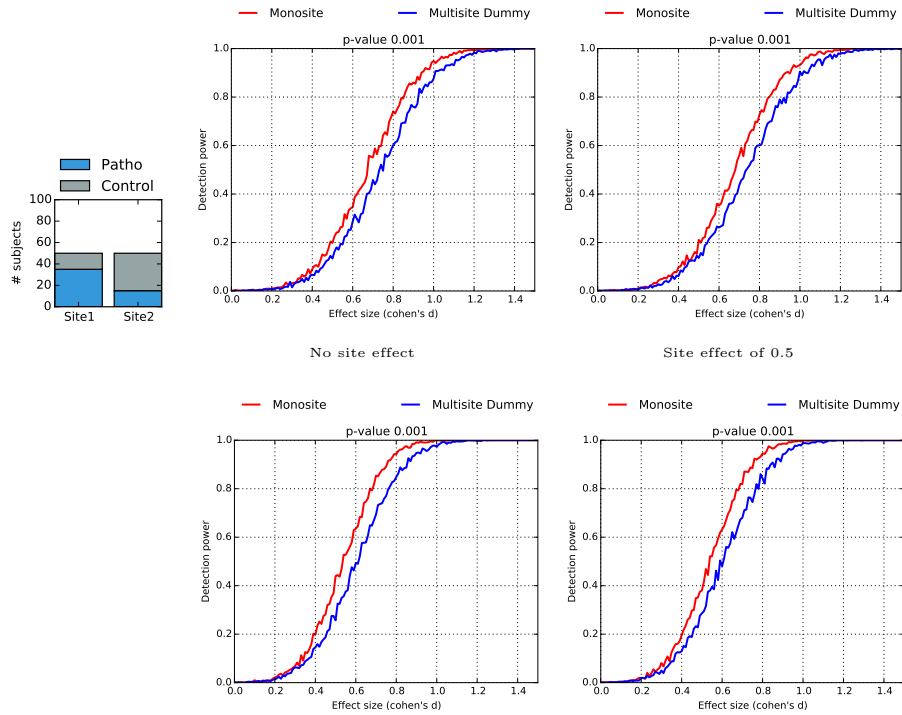 Monosite Multisite Dummy Monosite Multisite Dummy
p-value 0.001 p-value 0.001
Patho
Control
# subjects
100
80
60
40
20
0
Site1 Site2
Detection power
1.0
0.8
0.6
0.4
0.2
0.0
0.0 0.2 0.4 0.6 0.8 1.0 1.2 1.4
Effect size (cohen's d)
No site effect
Detection power
1.0
0.8
0.6
0.4
0.2
0.0
0.0 0.2 0.4 0.6 0.8 1.0 1.2 1.4
Effect size (cohen's d)
Site effect of 0.5
Monosite Multisite Dummy Monosite Multisite Dummy
p-value 0.001 p-value 0.001
Detection power
1.0
0.8
0.6
0.4
0.2
0.0
0.0 0.2 0.4 0.6 0.8 1.0 1.2 1.4
Effect size (cohen's d)
Detection power
1.0
0.8
0.6
0.4
0.2
0.0
0.0 0.2 0.4 0.6 0.8 1.0 1.2 1.4
Effect size (cohen's d)